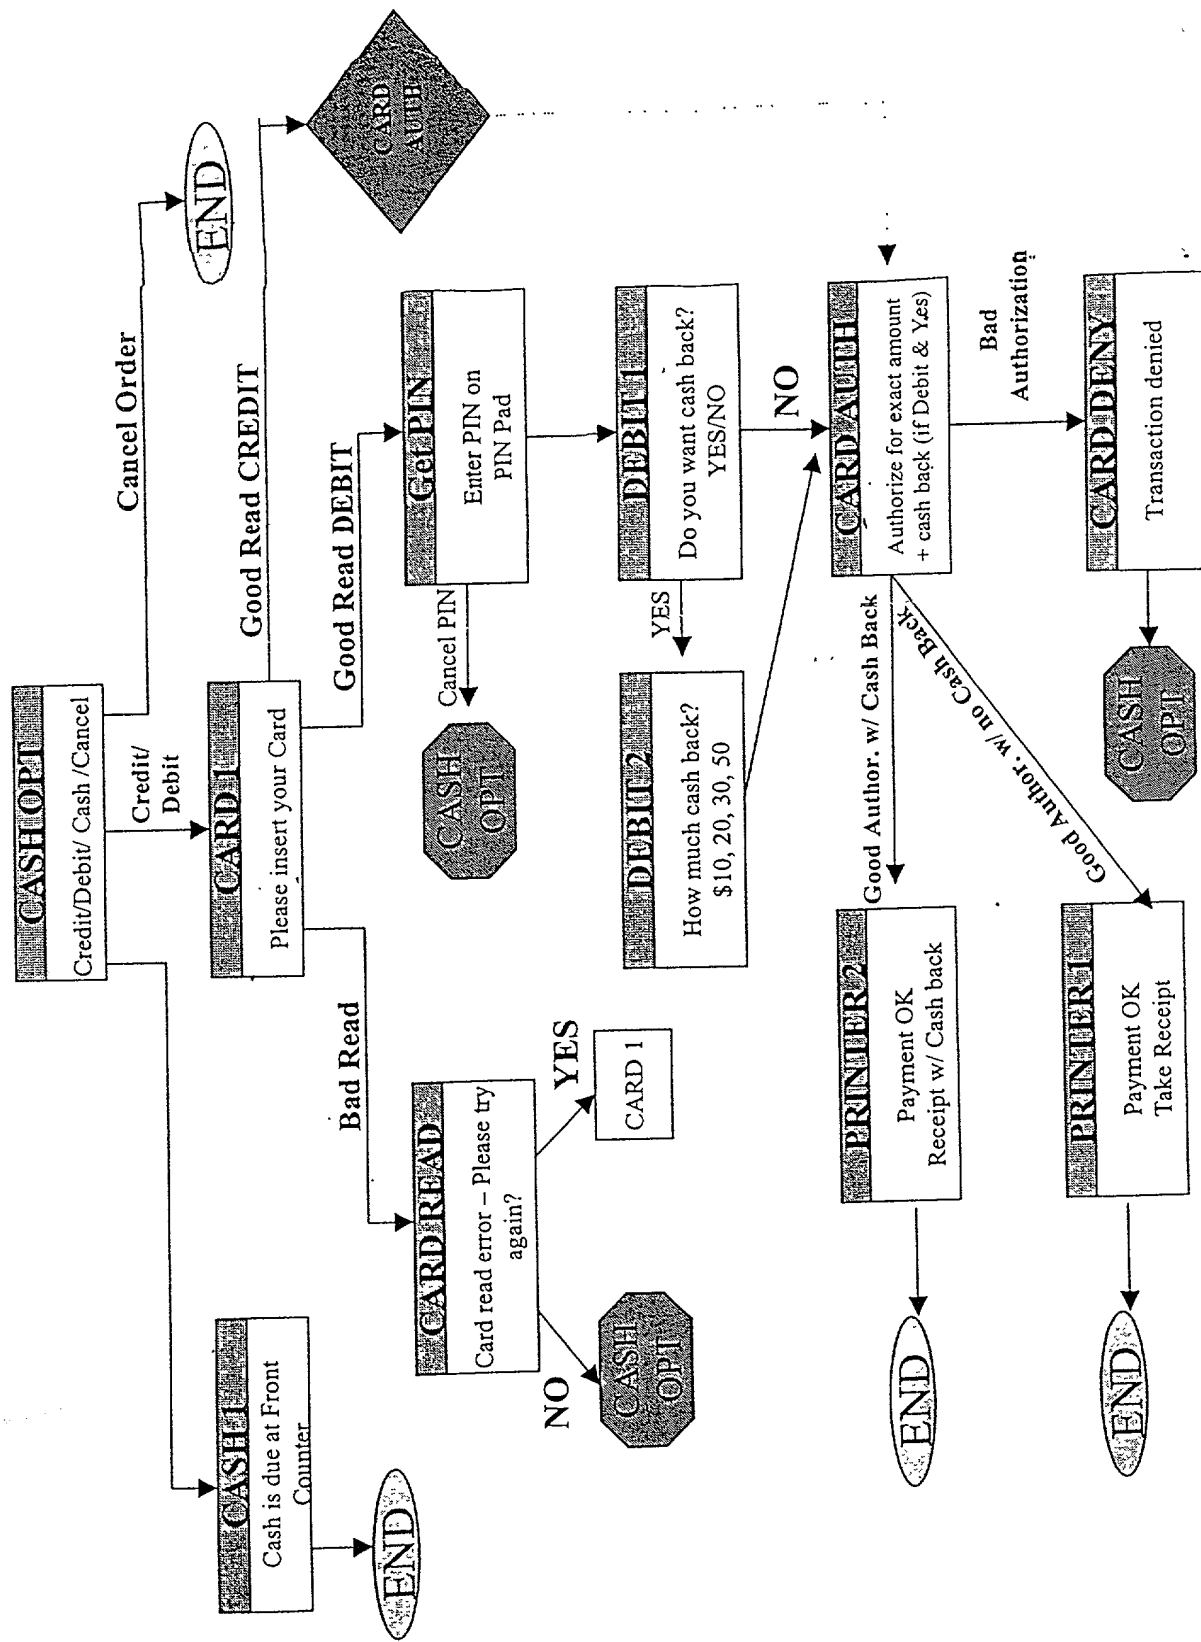 CASH OPT
Credit/Debit/ Cash /Cancel
Cancel Order
END
Credit/
Debit
CARD 1
Please insert your Card
Good Read CREDIT
CARD
AUTH
Good Read DEBIT
Bad Read
CASH 1
Cash is due at Front
Counter
END
CARD READ
Card read error – Please try
again?
NO
YES
CASH
OPT
CARD 1
Get PIN
Enter PIN on
PIN Pad
Cancel PIN
CASH
OPT
DEBIT 1
Do you want cash back?
YES/NO
YES
NO
DEBIT 2
How much cash back?
$10, 20, 30, 50
CARD AUTH
Authorize for exact amount
+ cash back (if Debit & Yes)
Bad
Authorization
Good Author. w/ Cash Back
Good Author. w/ no Cash Back
PRINTER 2
Payment OK
Receipt w/ Cash back
END
CARD DENY
Transaction denied
CASH
OPT
PRINTER 1
Payment OK
Take Receipt
END